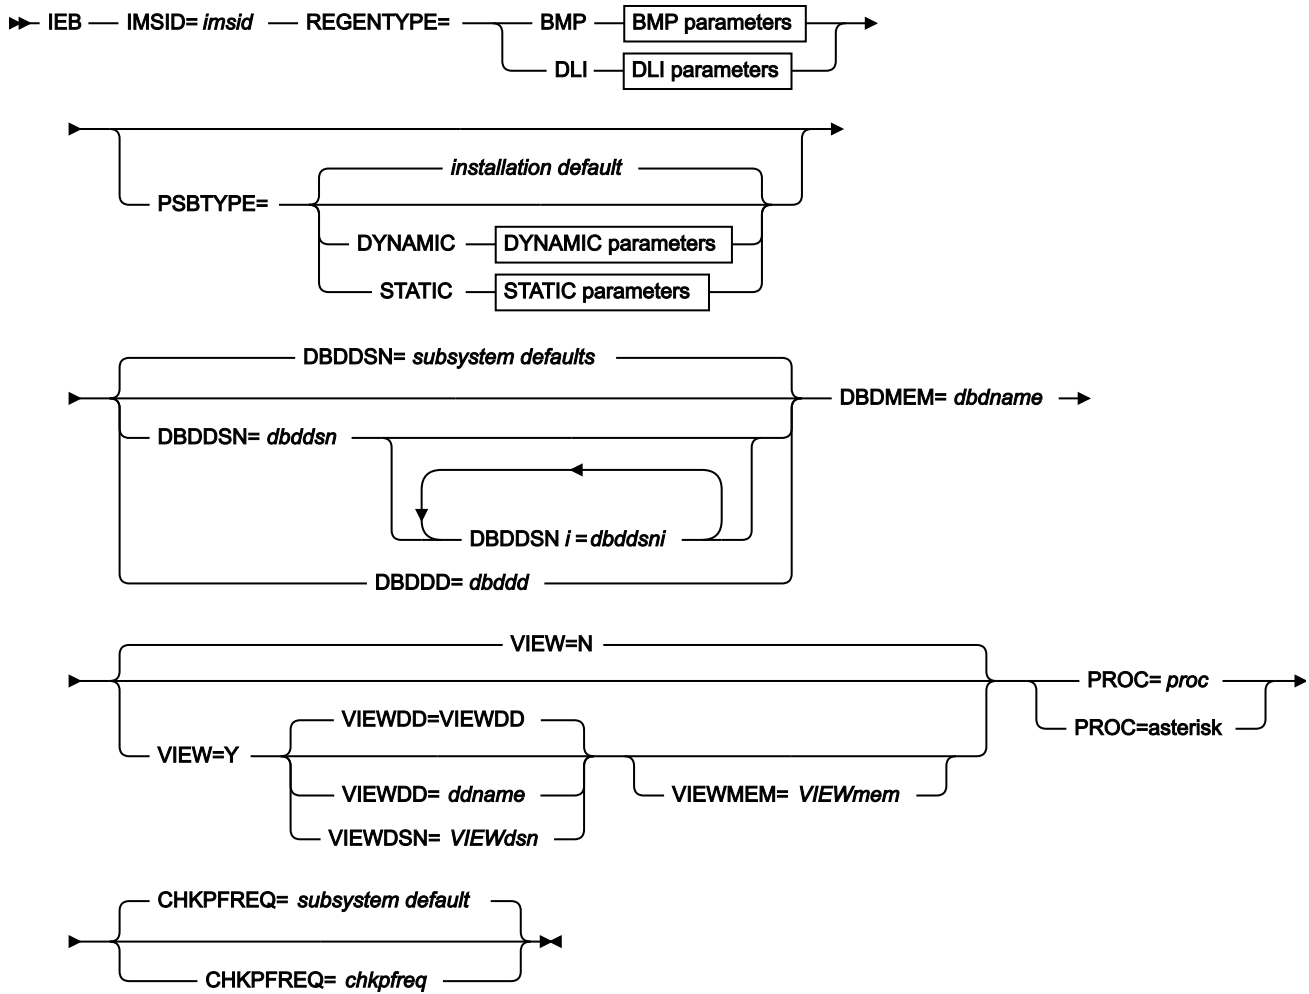 IEB IMSID= imsid REGENTYPE= BMP BMP parameters
DLI DLI parameters
installation default
PSBTYPE=
DYNAMIC DYNAMIC parameters
STATIC STATIC parameters
DBDDSN= subsystem defaults
DBDMEM= dbdname
DBDDSN= dbddsn
DBDDSN i =dbddsni
DBDDD= dbddd
VIEW=N
PROC= proc
VIEWDD=VIEWDD
PROC=asterisk
VIEW=Y
VIEWDD= ddname
VIEWMEM= VIEWmem
VIEWDSN= VIEWdsn
CHKPFREQ= subsystem default
CHKPFREQ= chkpfreq